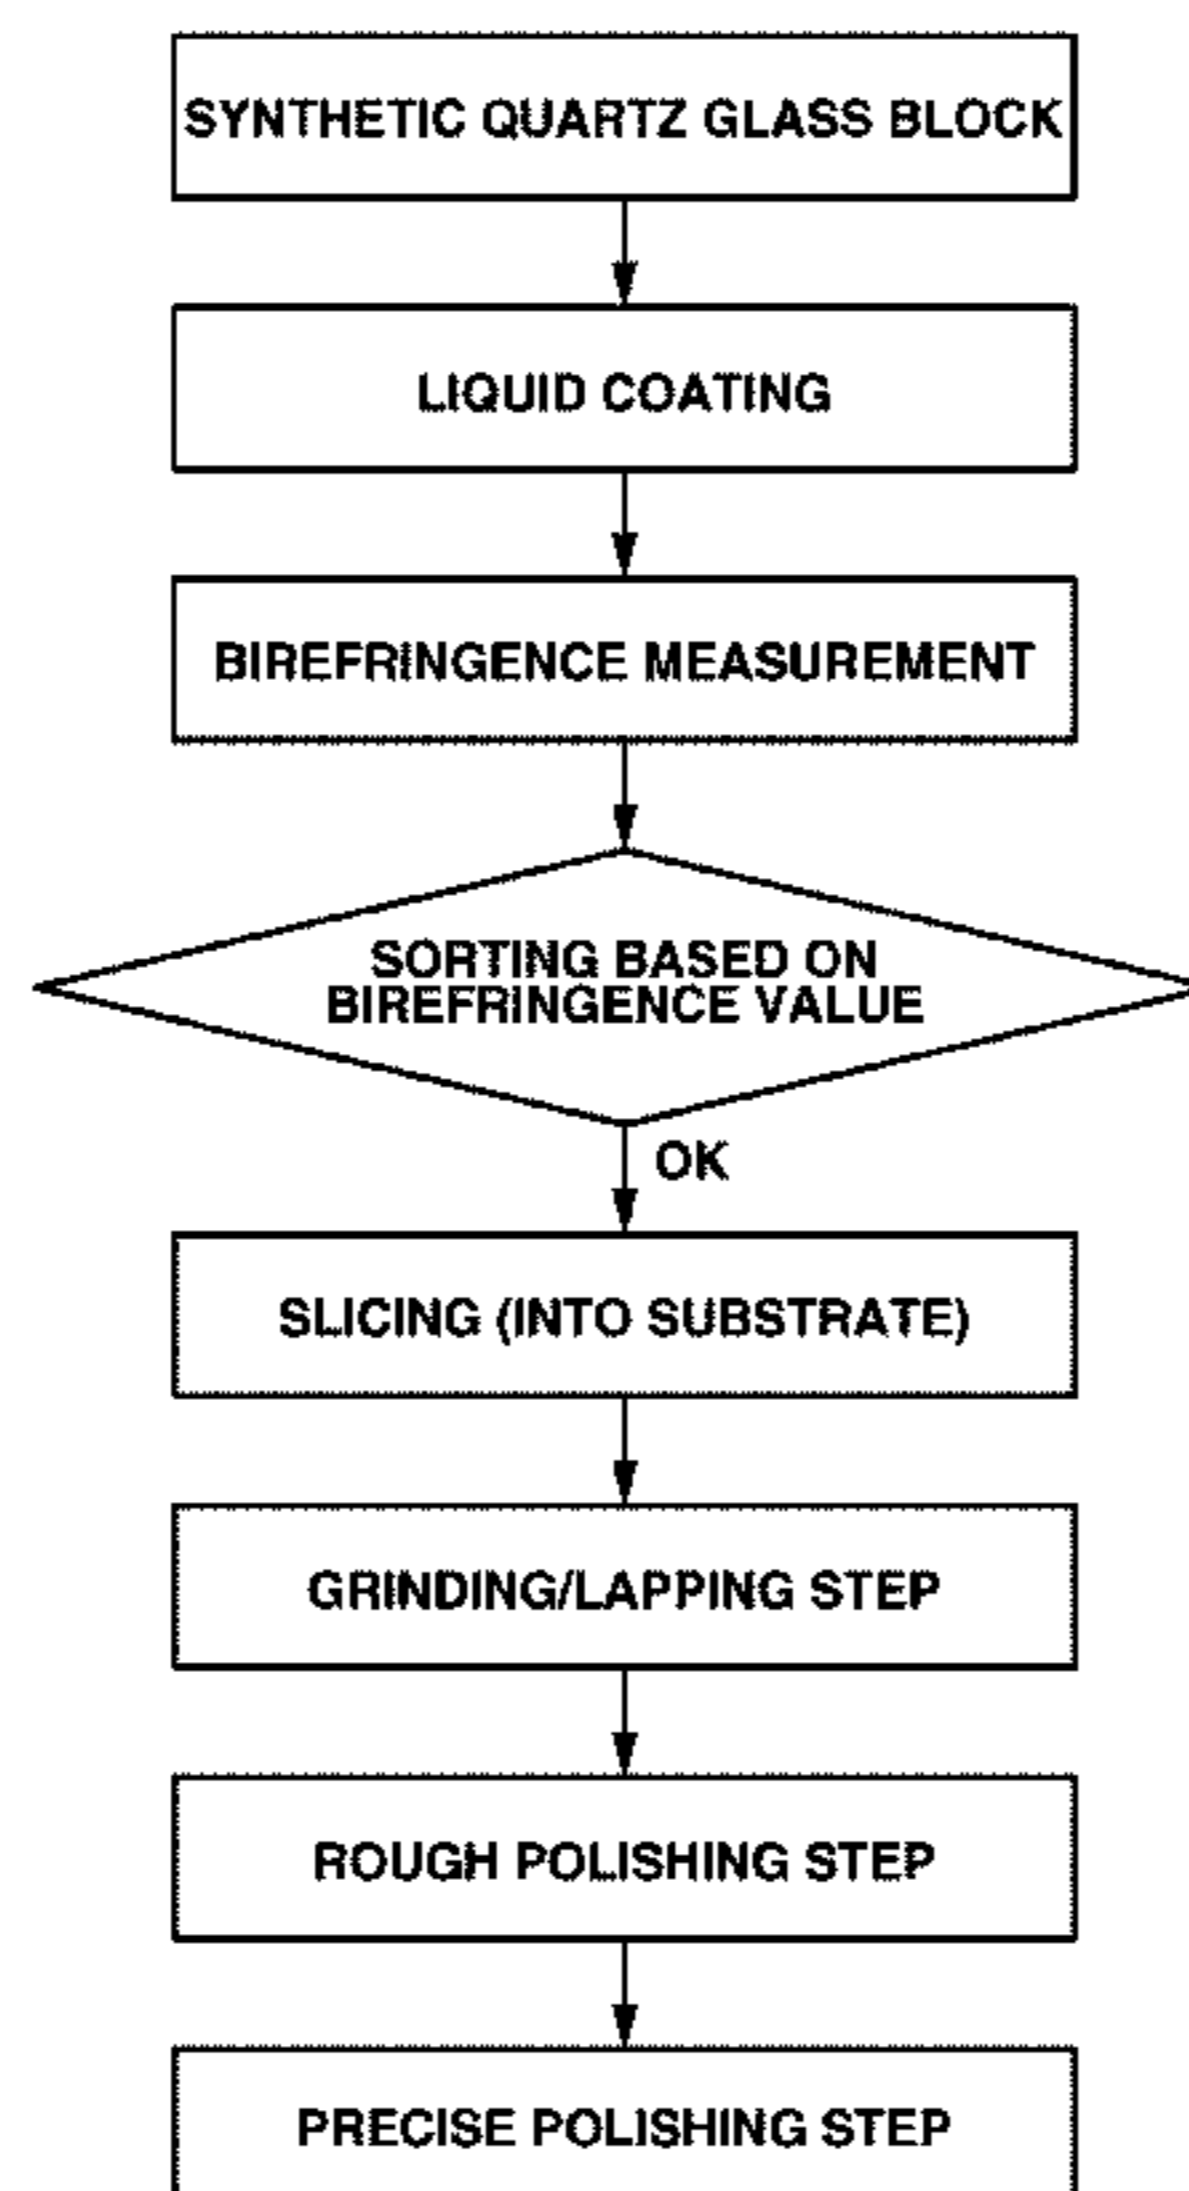 SYNTHETIC QUARTZ GLASS BLOCK
LIQUID COATING
BIREFRINGENCE MEASUREMENT
SORTING BASED ON
BIREFRINGENCE VALUE
OK
SLICING (INTO SUBSTRATE)
GRINDING/LAPPING STEP
ROUGH POLISHING STEP
PRECISE POLISHING STEP